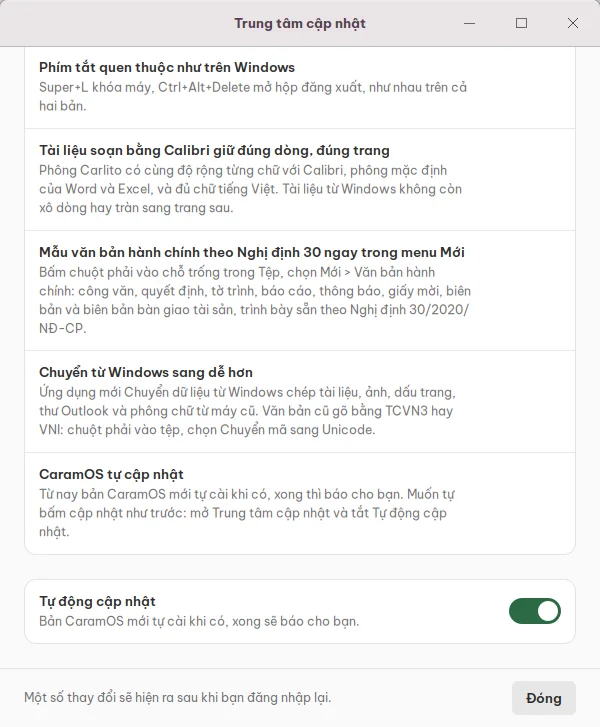 Trung tâm cập nhật
Phím tắt quen thuộc như trên Windows
Super+L khóa máy, Ctrl+Alt+Delete mở hộp đăng xuất, như nhau trên cả
hai bản.
Tài liệu soạn bằng Calibri giữ đúng dòng, đúng trang
Phông Carlito có cùng độ rộng từng chữ với Calibri, phông mặc định
của Word và Excel, và đủ chữ tiếng Việt. Tài liệu từ Windows không còn
xô dòng hay tràn sang trang sau.
Mẫu văn bản hành chính theo Nghị định 30 ngay trong menu Mới
Bấm chuột phải vào chỗ trống trong Tệp, chọn Mới > Văn bản hành
chính: công văn, quyết định, tờ trình, báo cáo, thông báo, giấy mời, biên
bản và biên bản bàn giao tài sản, trình bày sẵn theo Nghị định 30/2020/
NĐ-CP.
Chuyển từ Windows sang dễ hơn
Ứng dụng mới Chuyển dữ liệu từ Windows chép tài liệu, ảnh, dấu trang,
thư Outlook và phông chữ từ máy cũ. Văn bản cũ gõ bằng TCVN3 hay
VNI: chuột phải vào tệp, chọn Chuyển mã sang Unicode.
CaramOS tự cập nhật
Từ nay bản CaramOS mới tự cài khi có, xong thì báo cho bạn. Muốn tự
bấm cập nhật như trước: mở Trung tâm cập nhật và tắt Tự động cập
nhật.
Tự động cập nhật
Bản CaramOS mới tự cài khi có, xong sẽ báo cho bạn.
Một số thay đổi sẽ hiện ra sau khi bạn đăng nhập lại.
Đóng